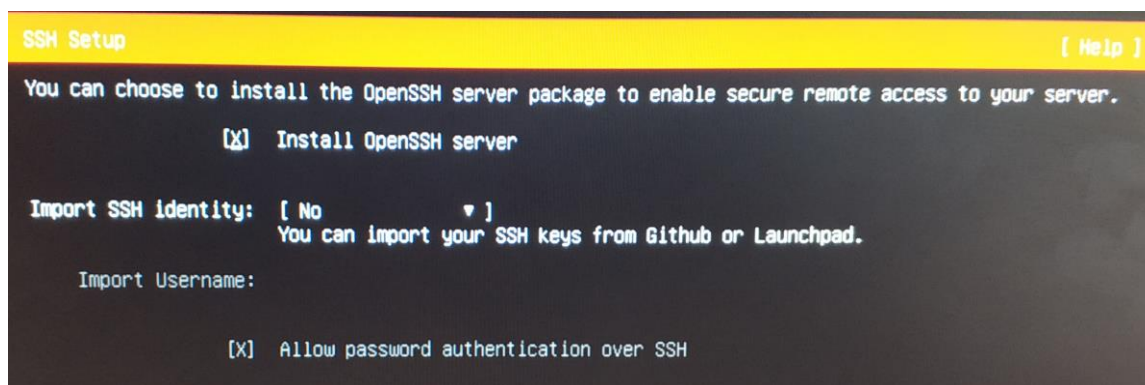 SSH Setup [ Help ]
You can choose to install the OpenSSH server package to enable secure remote access to your server.
[X] Install OpenSSH server
Import SSH identity: [ No ▾ ]
You can import your SSH keys from Github or Launchpad.
Import Username:
[X] Allow password authentication over SSH